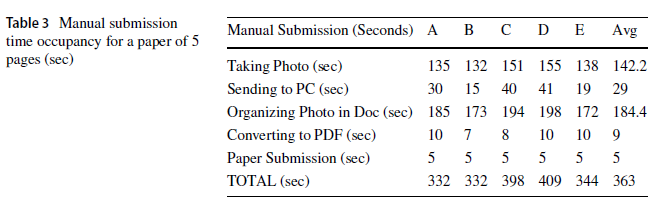 Table 3 Manual submission
time occupancy for a paper of 5
pages (sec)
Manual Submission (Seconds) A B C D E Avg
Taking Photo (sec) 135 132 151 155 138 142.2
Sending to PC (sec) 30 15 40 41 19 29
Organizing Photo in Doc (sec) 185 173 194 198 172 184.4
Converting to PDF (sec) 10 7 8 10 10 9
Paper Submission (sec) 5 5 5 5 5 5
TOTAL (sec) 332 332 398 409 344 363